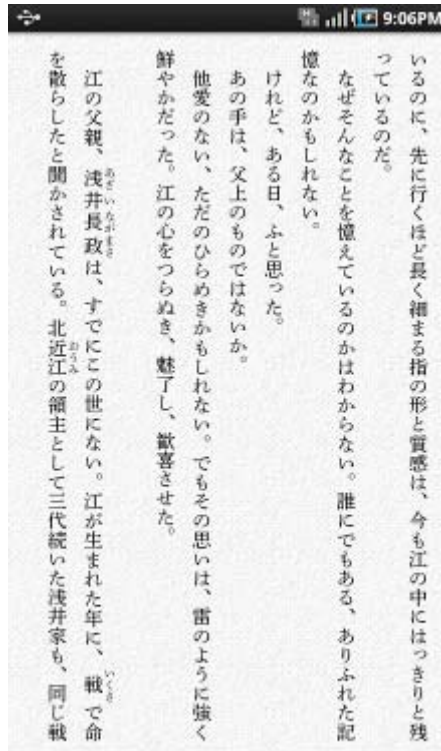 9:06PM
いるのに、先に行くほど長く細まる指の形と質感は、今も江の中にはっきりと残
っているのだ。
なぜそんなことを憶えているのかはわからない。誰にでもある、ありふれた記
憶なのかもしれない。
けれど、ある日、ふと思った。
あの手は、父上のものではないか。
他愛のない、ただのひらめきかもしれない。でもその思いは、雷のように強く
鮮やかだった。江の心をつらぬき、魅了し、歓喜させた。
江の父親、浅井長政は、すでにこの世にない。江が生まれた年に、戦で命
を散らしたと聞かされている。北近江の領主として三代続いた浅井家も、同じ戦